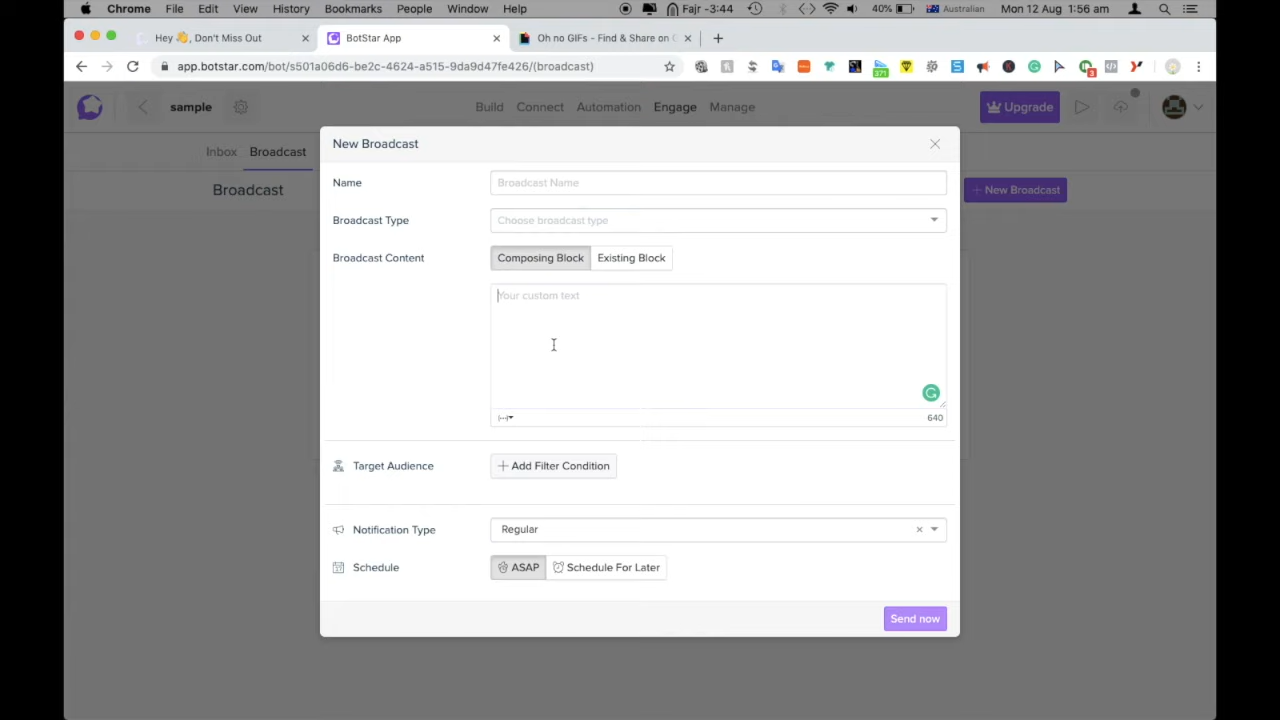 Chrome File Edit View History Bookmarks People Window Help Fajr -3:44 40% Australian Mon 12 Aug 1:56 am
Hey 👋, Don't Miss Out
BotStar App
Oh no GIFs - Find & Share on
app.botstar.com/bot/s501a06d6-be2c-4624-a515-9da9d47fe426/(broadcast)
371
3
sample
Build Connect Automation Engage Manage
Upgrade
Inbox Broadcast
Broadcast
+ New Broadcast
New Broadcast
Name
Broadcast Name
Broadcast Type
Choose broadcast type
Broadcast Content
Composing Block Existing Block
Your custom text
640
Target Audience
+ Add Filter Condition
Notification Type
Regular
Schedule
ASAP Schedule For Later
Send now